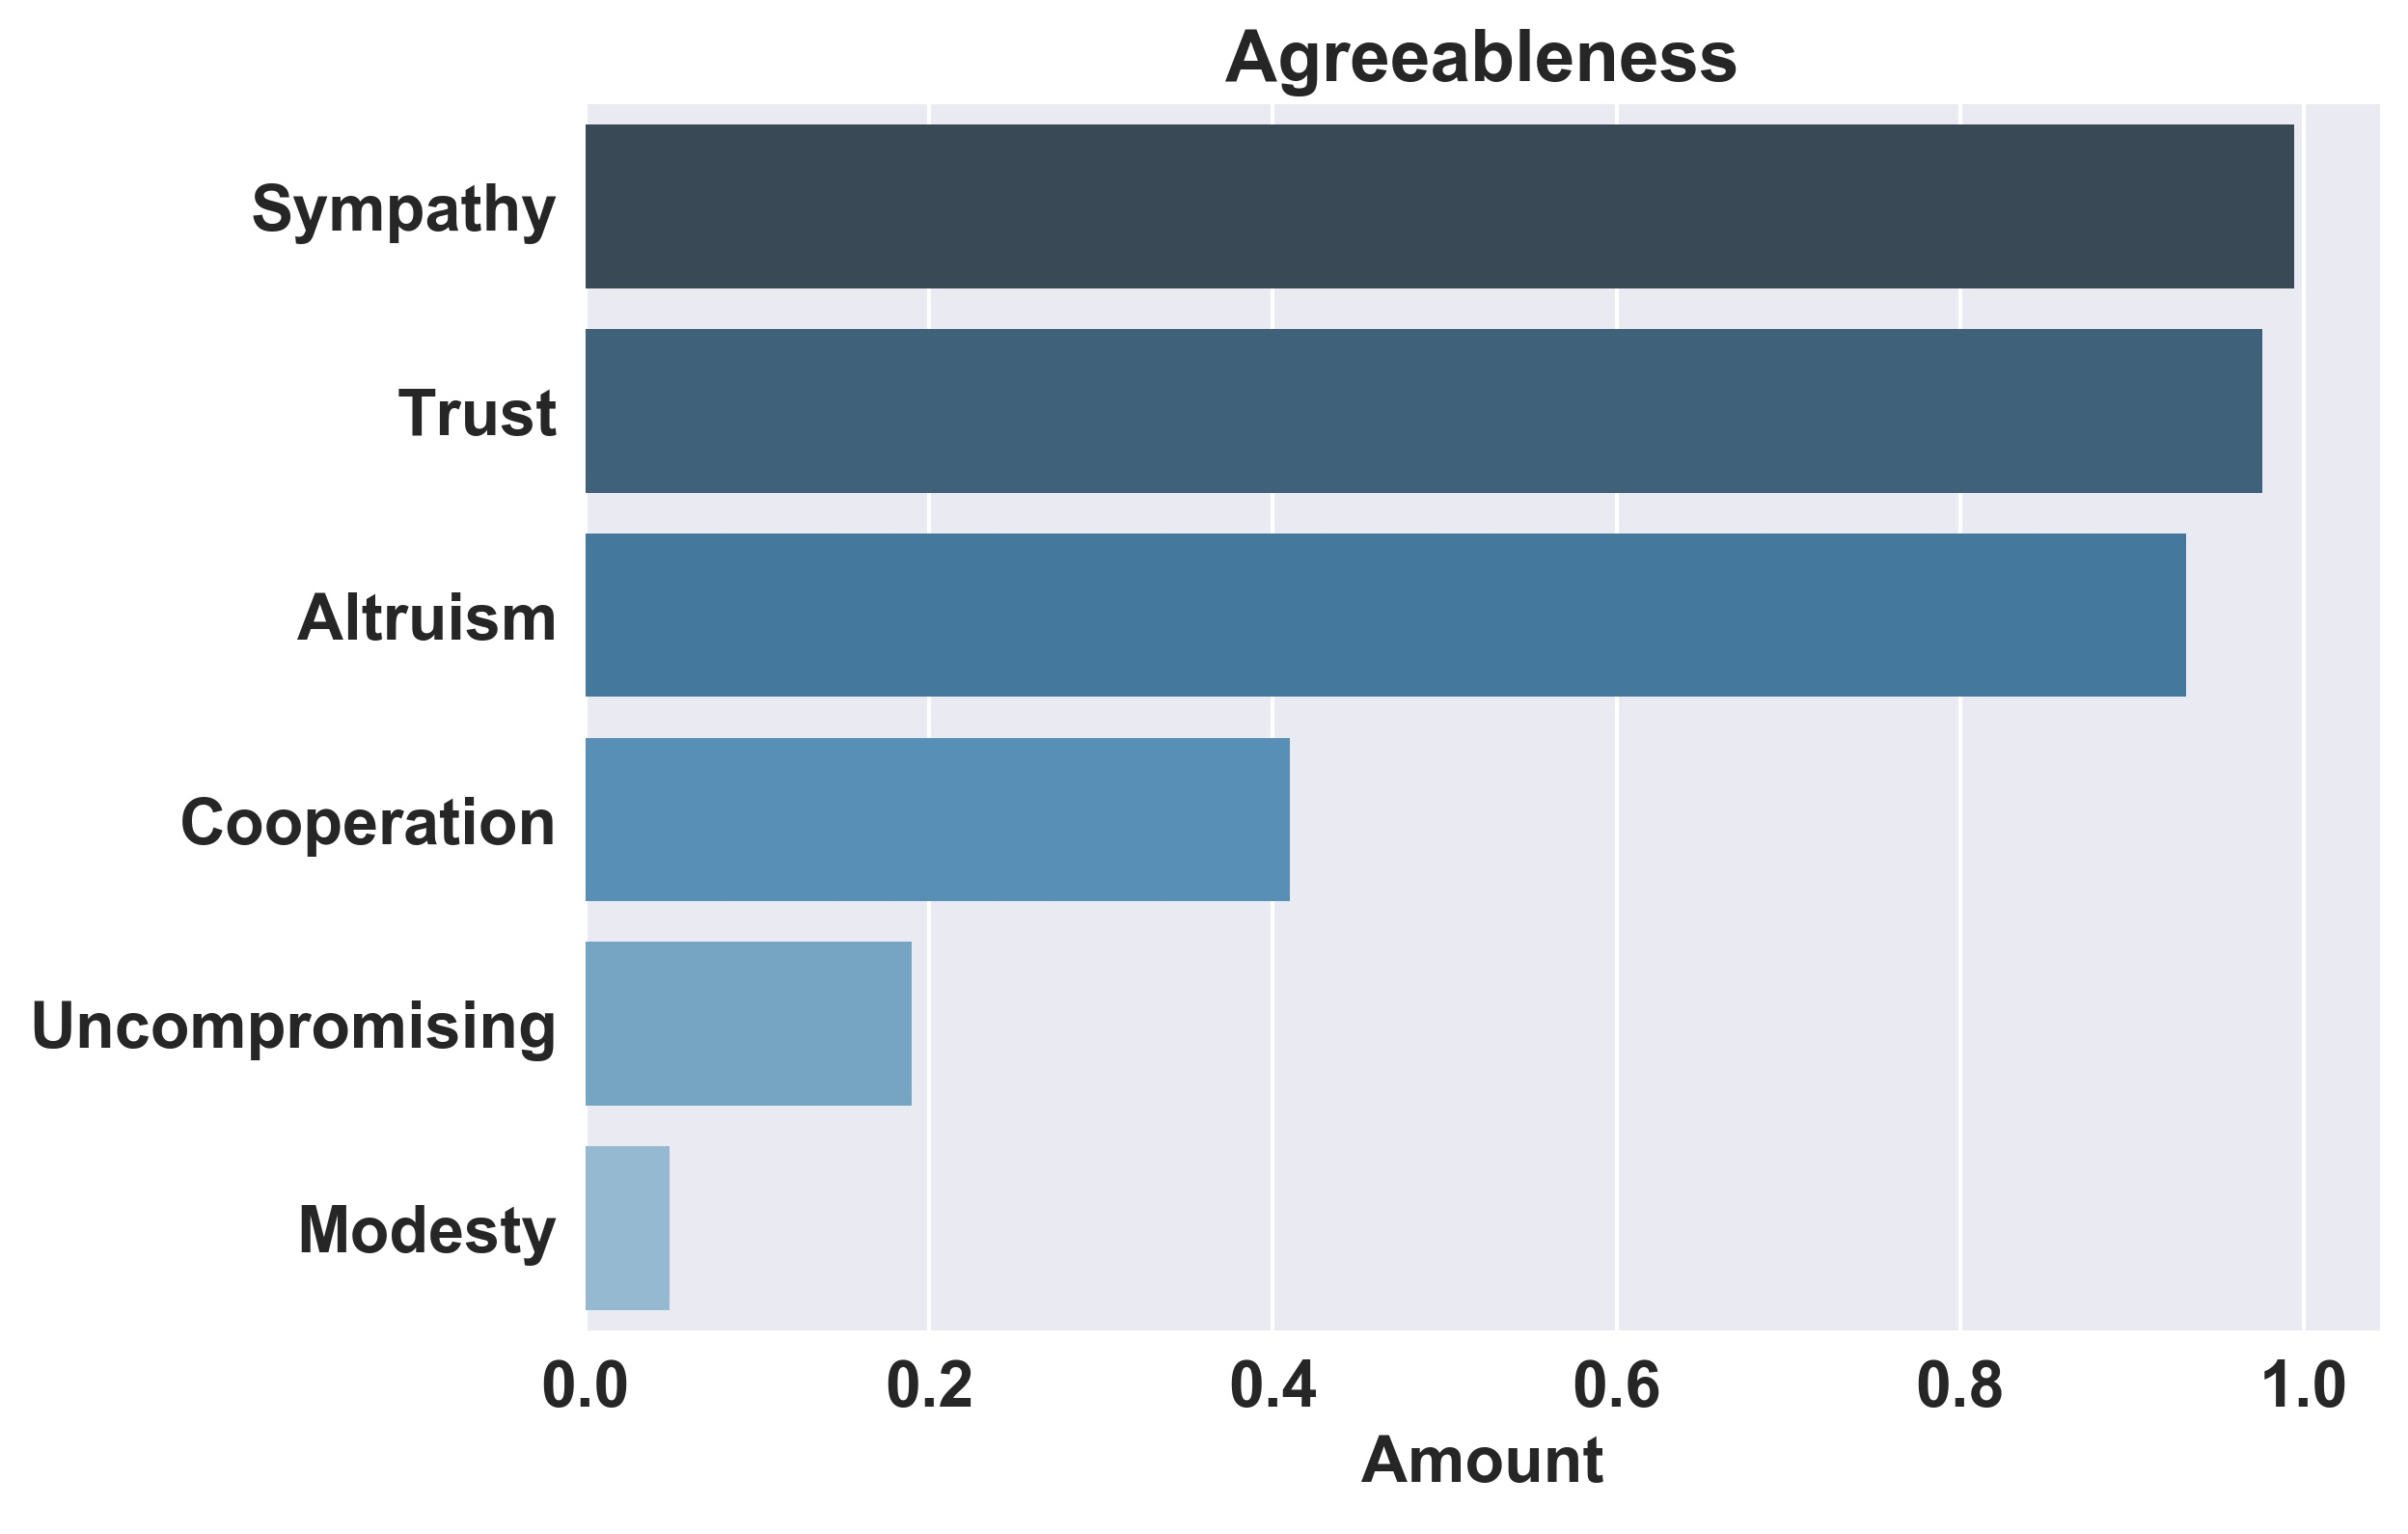 Agreeableness
Sympathy
Trust
Altruism
Cooperation
Uncompromising
Modesty
0.0 0.2 0.4 0.6 0.8 1.0
Amount